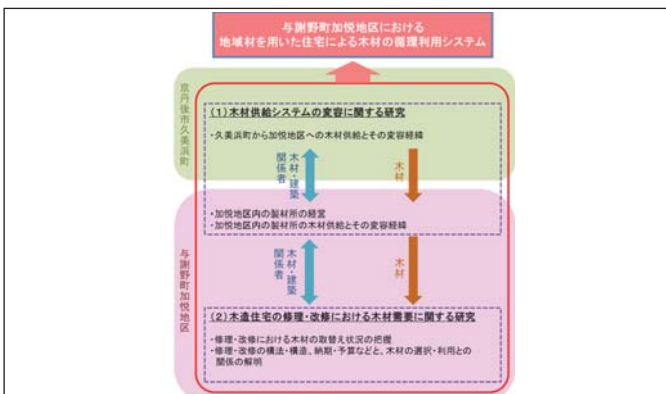 与謝野町加悦地区における
地域材を用いた住宅による木材の循環利用システム
京丹後市久美浜町
(1)木材供給システムの変容に関する研究
・久美浜町から加悦地区への木材供給とその変容経緯
木材・建築
関係者
木材
・加悦地区内の製材所の経営
・加悦地区内の製材所の木材供給とその変容経緯
与謝野町加悦地区
木材・建築
関係者
木材
(2)木造住宅の修理・改修における木材需要に関する研究
・修理・改修における木材の取替え状況の把握
・修理・改修の構法・構造、納期・予算などと、木材の選択・利用との
関係の解明